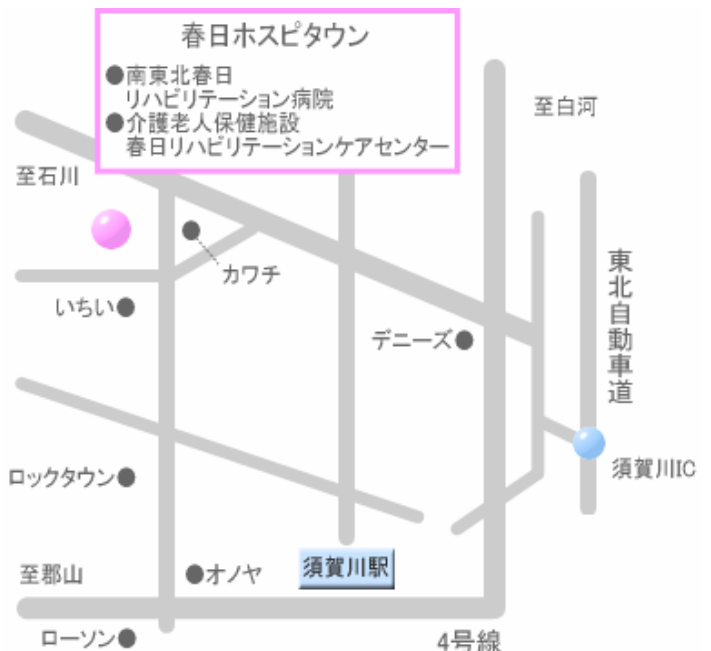 春日ホスピタウン
●南東北春日
リハビリテーション病院
●介護老人保健施設
春日リハビリテーションケアセンター
至白河
至石川
カワチ
東北自動車道
いちい
デニーズ
須賀川IC
ロックタウン
須賀川駅
至郡山
オノヤ
ローソン
4号線